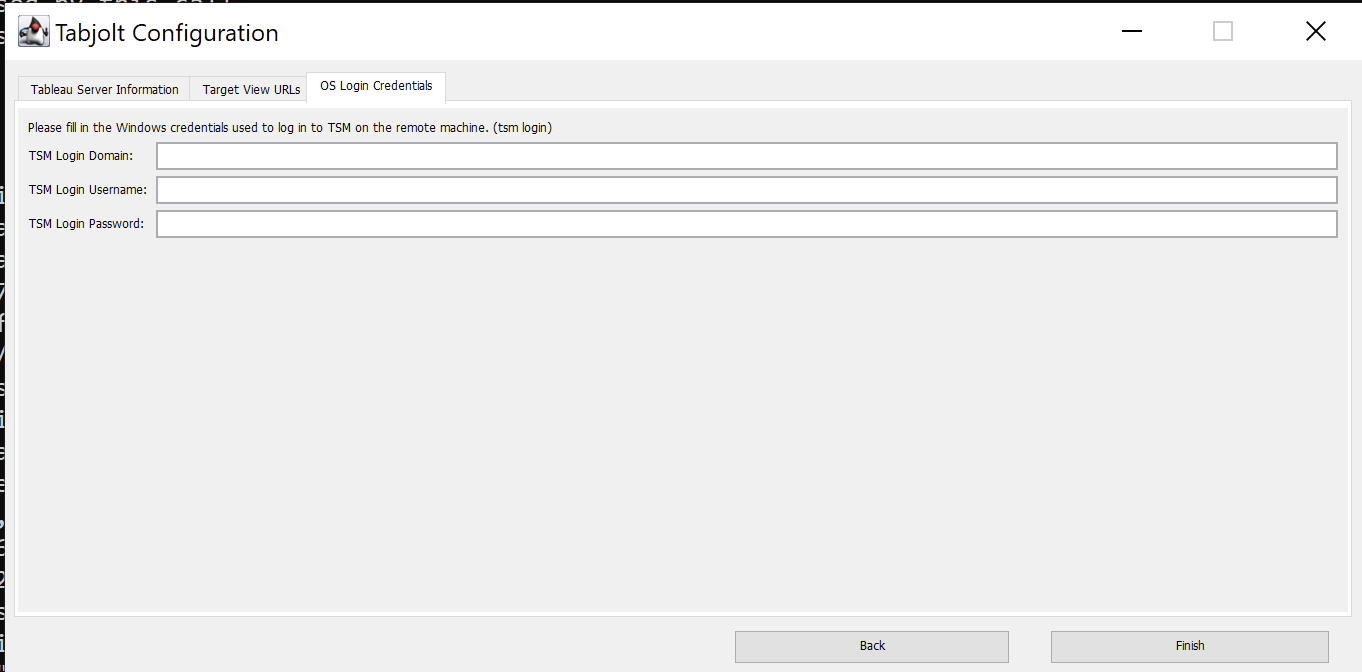 Tabjolt Configuration
Tableau Server Information
Target View URLs
OS Login Credentials
Please fill in the Windows credentials used to log in to TSM on the remote machine. (tsm login)
TSM Login Domain:
TSM Login Username:
TSM Login Password:
Back
Finish